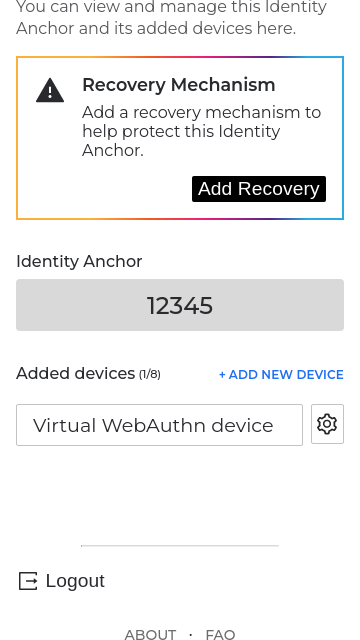 You can view and manage this Identity
Anchor and its added devices here.
Recovery Mechanism
Add a recovery mechanism to
help protect this Identity
Anchor.
Add Recovery
Identity Anchor
12345
Added devices (1/8)
+ ADD NEW DEVICE
Virtual WebAuthn device
Logout
ABOUT · FAQ